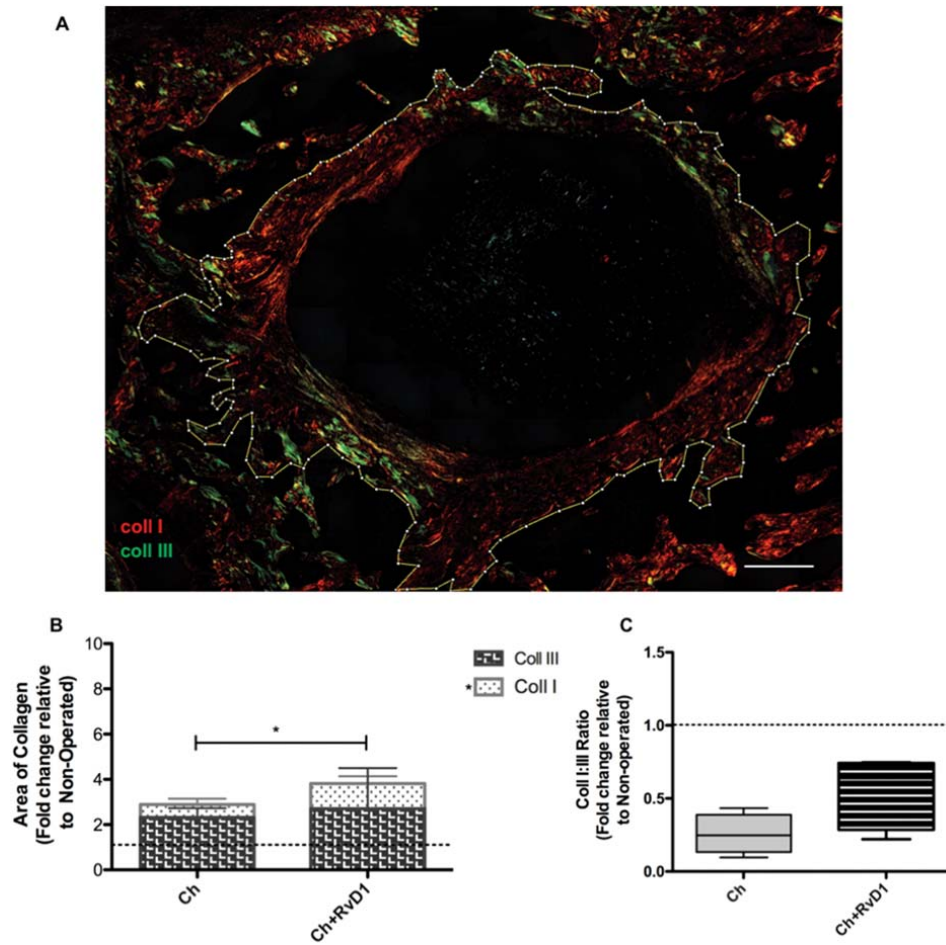 A
coll I
coll III
B
Area of Collagen
(Fold change relative
to Non-Operated)
10
8
6
4
2
0
*
Ch
Ch+RvD1
Coll III
* Coll I
C
Coll I:III Ratio
(Fold change relative
to Non-operated)
1.5
1.0
0.5
0.0
Ch
Ch+RvD1